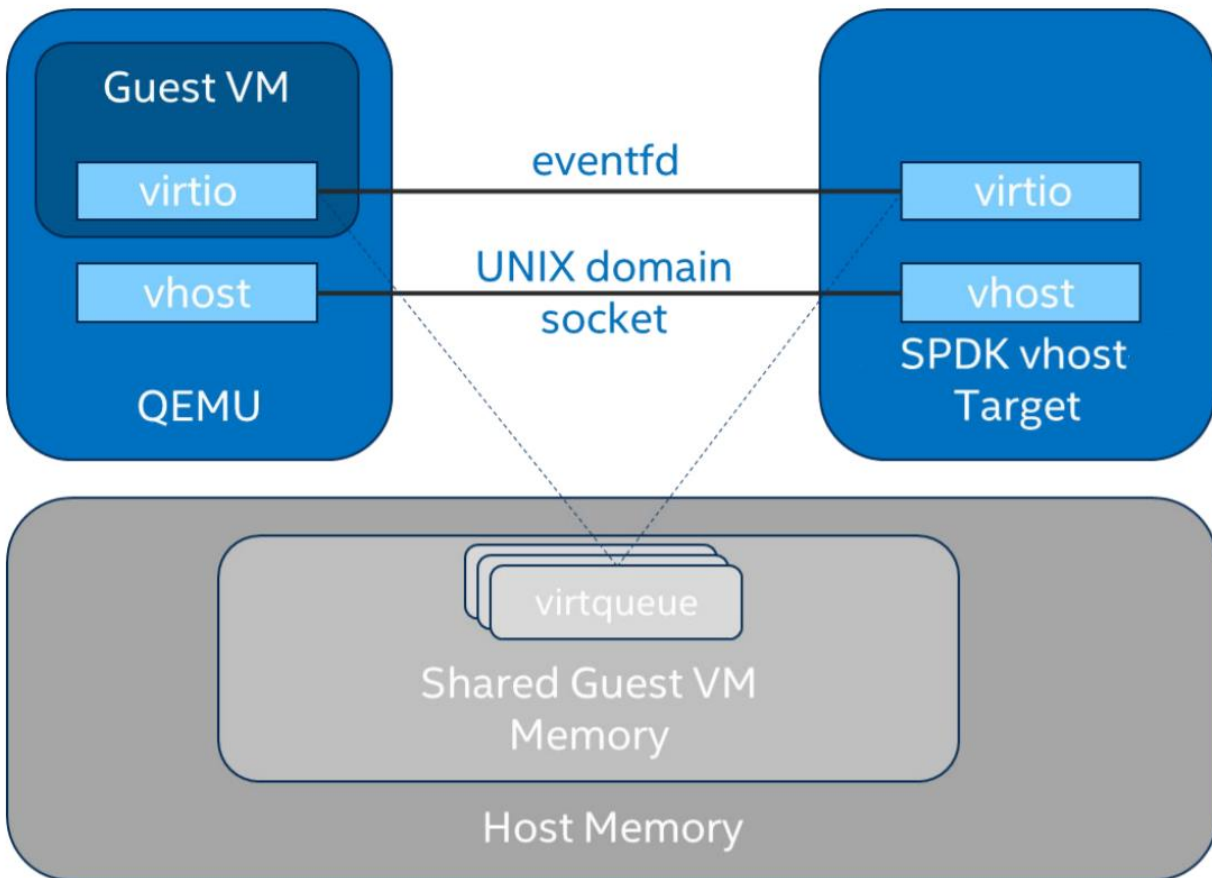 Guest VM
virtio
eventfd
virtio
vhost
UNIX domain
socket
vhost
QEMU
SPDK vhost
Target
virtqueue
Shared Guest VM
Memory
Host Memory